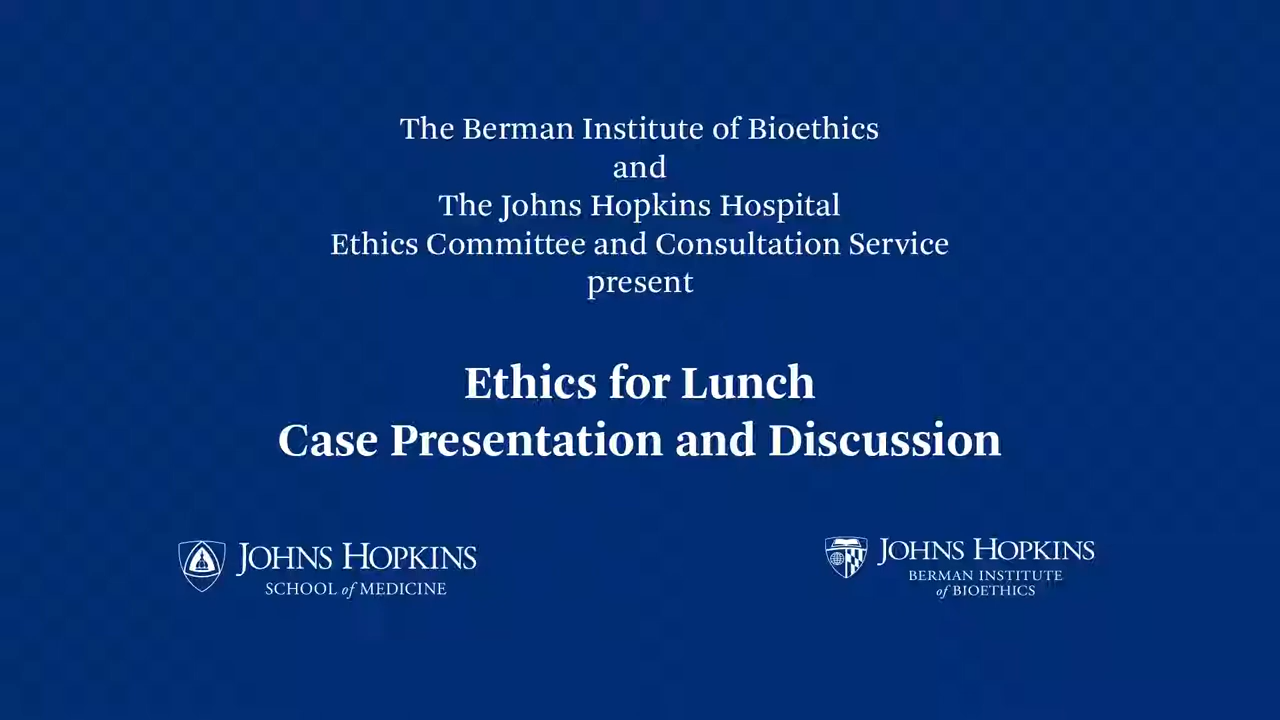 The Berman Institute of Bioethics
and
The Johns Hopkins Hospital
Ethics Committee and Consultation Service
present
Ethics for Lunch
Case Presentation and Discussion
JOHNS HOPKINS
SCHOOL of MEDICINE
JOHNS HOPKINS
BERMAN INSTITUTE
of BIOETHICS